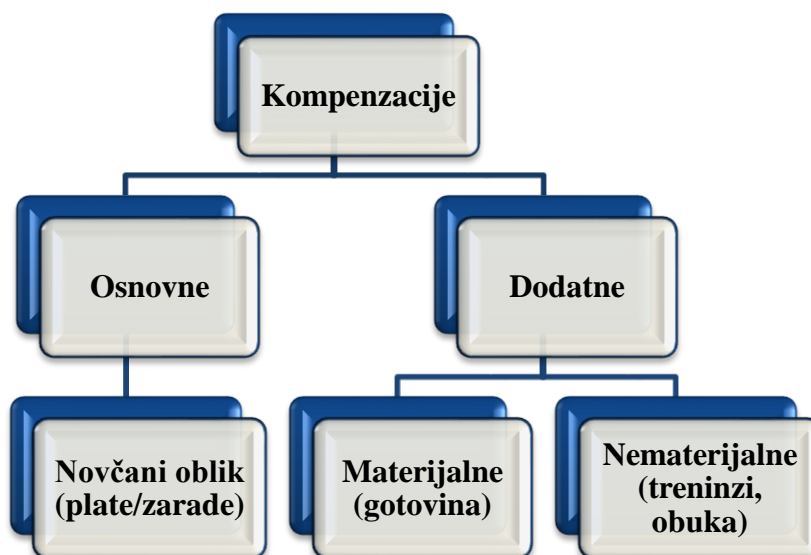 Kompenzacije
Osnovne
Dodatne
Novčani oblik
(plate/zarade)
Materijalne
(gotovina)
Nematerijalne
(treninzi,
obuka)